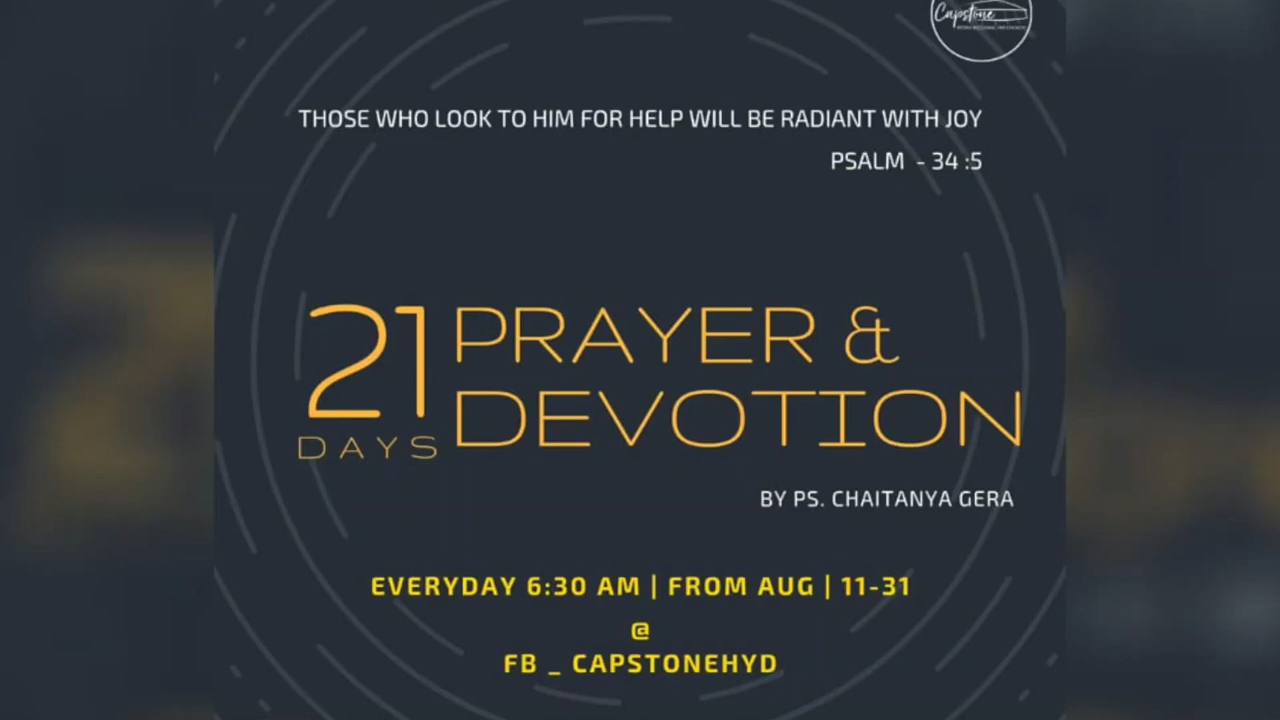 Capstone
THOSE WHO LOOK TO HIM FOR HELP WILL BE RADIANT WITH JOY
PSALM - 34 :5
21 PRAYER &
DAYS DEVOTION
BY PS. CHAITANYA GERA
EVERYDAY 6:30 AM | FROM AUG | 11-31
@
FB _ CAPSTONEHYD